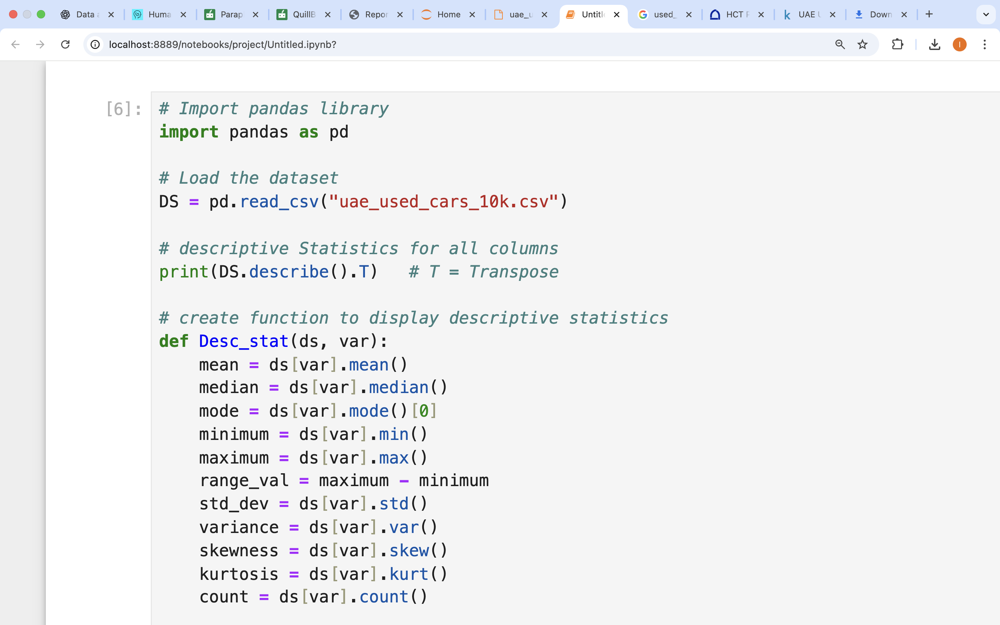 Data
Huma
Parap
QuillB
Repor
Home
uae_u
Untitl
used_
HCT
UAE
Down
localhost:8889/notebooks/project/Untitled.ipynb?
I
[6]:
# Import pandas library
import pandas as pd
# Load the dataset
DS = pd.read_csv("uae_used_cars_10k.csv")
# descriptive Statistics for all columns
print(DS.describe().T)   # T = Transpose
# create function to display descriptive statistics
def Desc_stat(ds, var):
    mean = ds[var].mean()
    median = ds[var].median()
    mode = ds[var].mode()[0]
    minimum = ds[var].min()
    maximum = ds[var].max()
    range_val = maximum - minimum
    std_dev = ds[var].std()
    variance = ds[var].var()
    skewness = ds[var].skew()
    kurtosis = ds[var].kurt()
    count = ds[var].count()